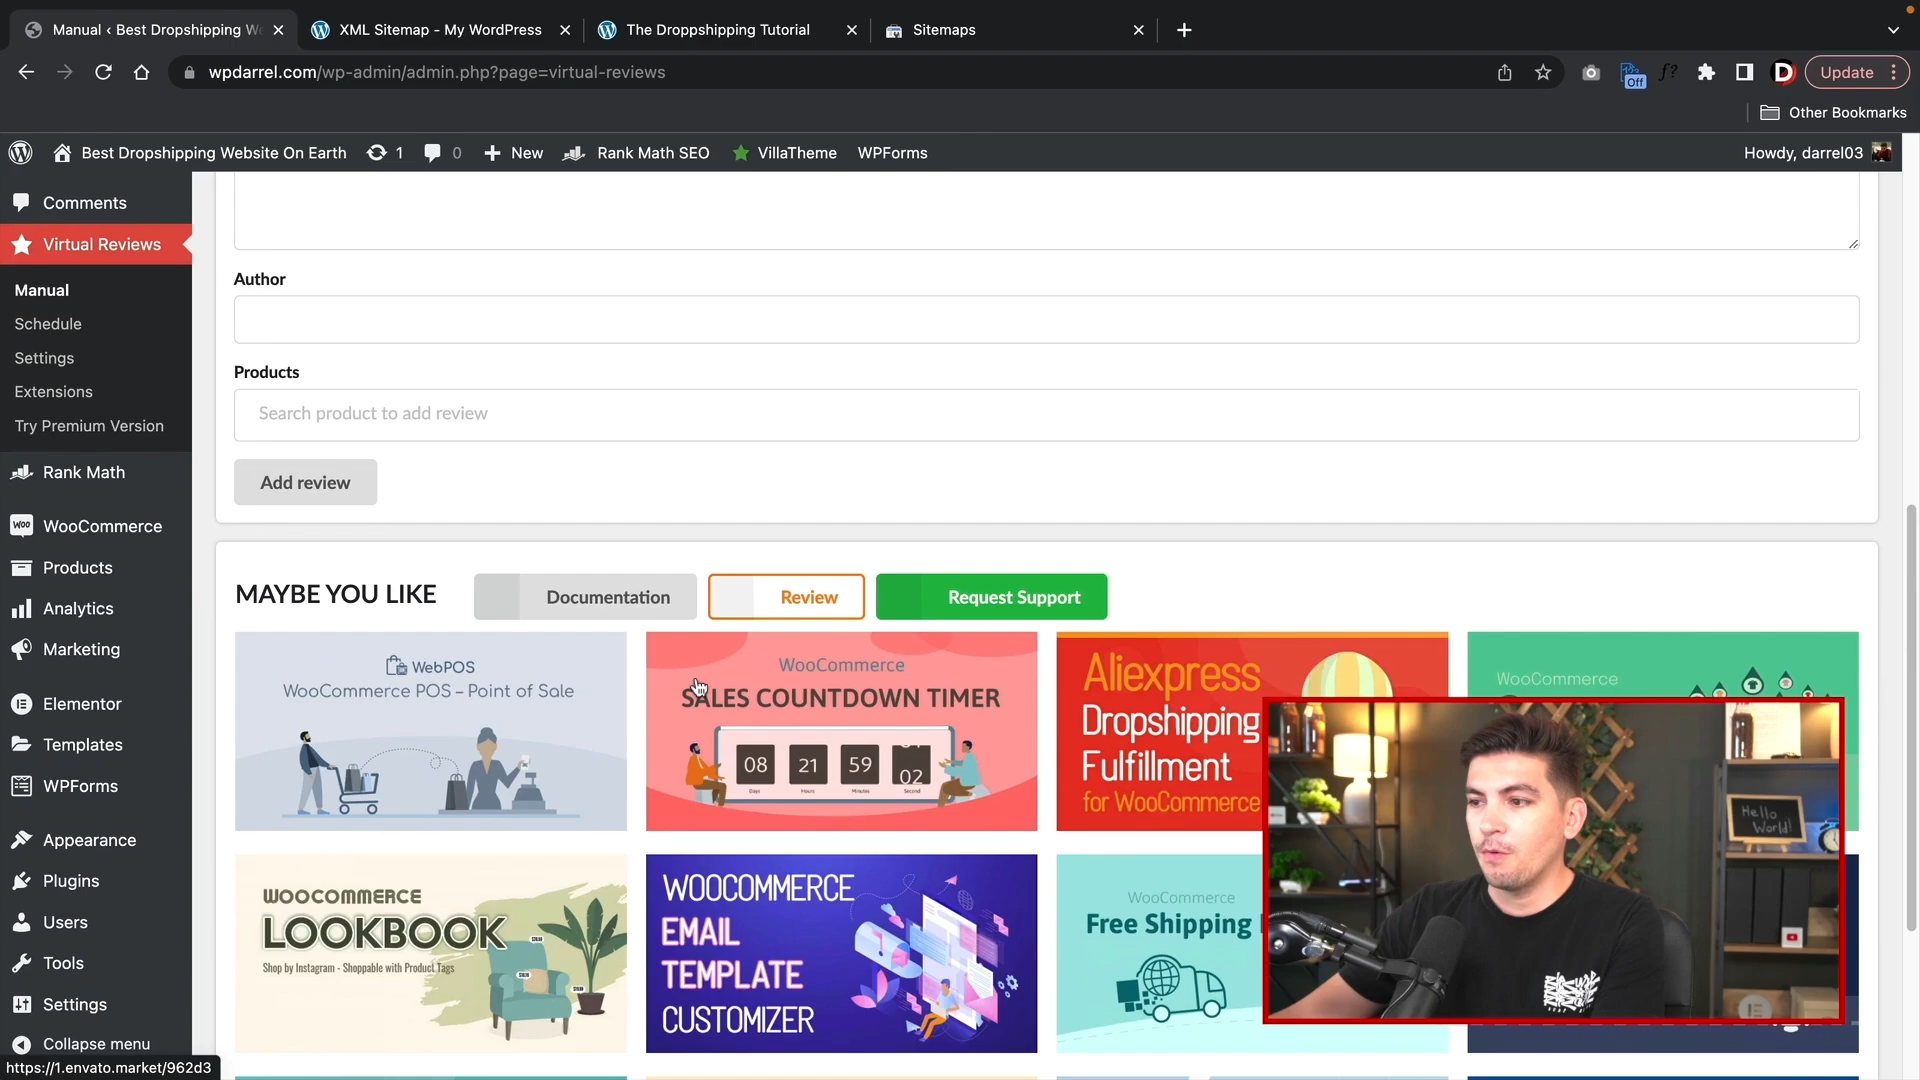 Manual ‹ Best Dropshipping We
XML Sitemap - My WordPress
The Droppshipping Tutorial
Sitemaps
wpdarrel.com/wp-admin/admin.php?page=virtual-reviews
Off
f?
D
Update
Other Bookmarks
Best Dropshipping Website On Earth
1
0
New
Rank Math SEO
VillaTheme
WPForms
Howdy, darrel03
Comments
Virtual Reviews
Manual
Schedule
Settings
Extensions
Try Premium Version
Rank Math
WooCommerce
Products
Analytics
Marketing
Elementor
Templates
WPForms
Appearance
Plugins
Users
Tools
Settings
Collapse menu
https://1.envato.market/962d3
Author
Products
Search product to add review
Add review
MAYBE YOU LIKE
Documentation
Review
Request Support
WebPOS
WooCommerce POS – Point of Sale
WooCommerce
SALES COUNTDOWN TIMER
08 21 59 02
Days Hours Minutes Second
Aliexpress
Dropshipping
Fulfillment
for WooCommerce
WooCommerce
WOOCOMMERCE
LOOKBOOK
Shop by Instagram - Shoppable with Product Tags
WOOCOMMERCE
EMAIL
TEMPLATE
CUSTOMIZER
WooCommerce
Free Shipping
Hello
World!